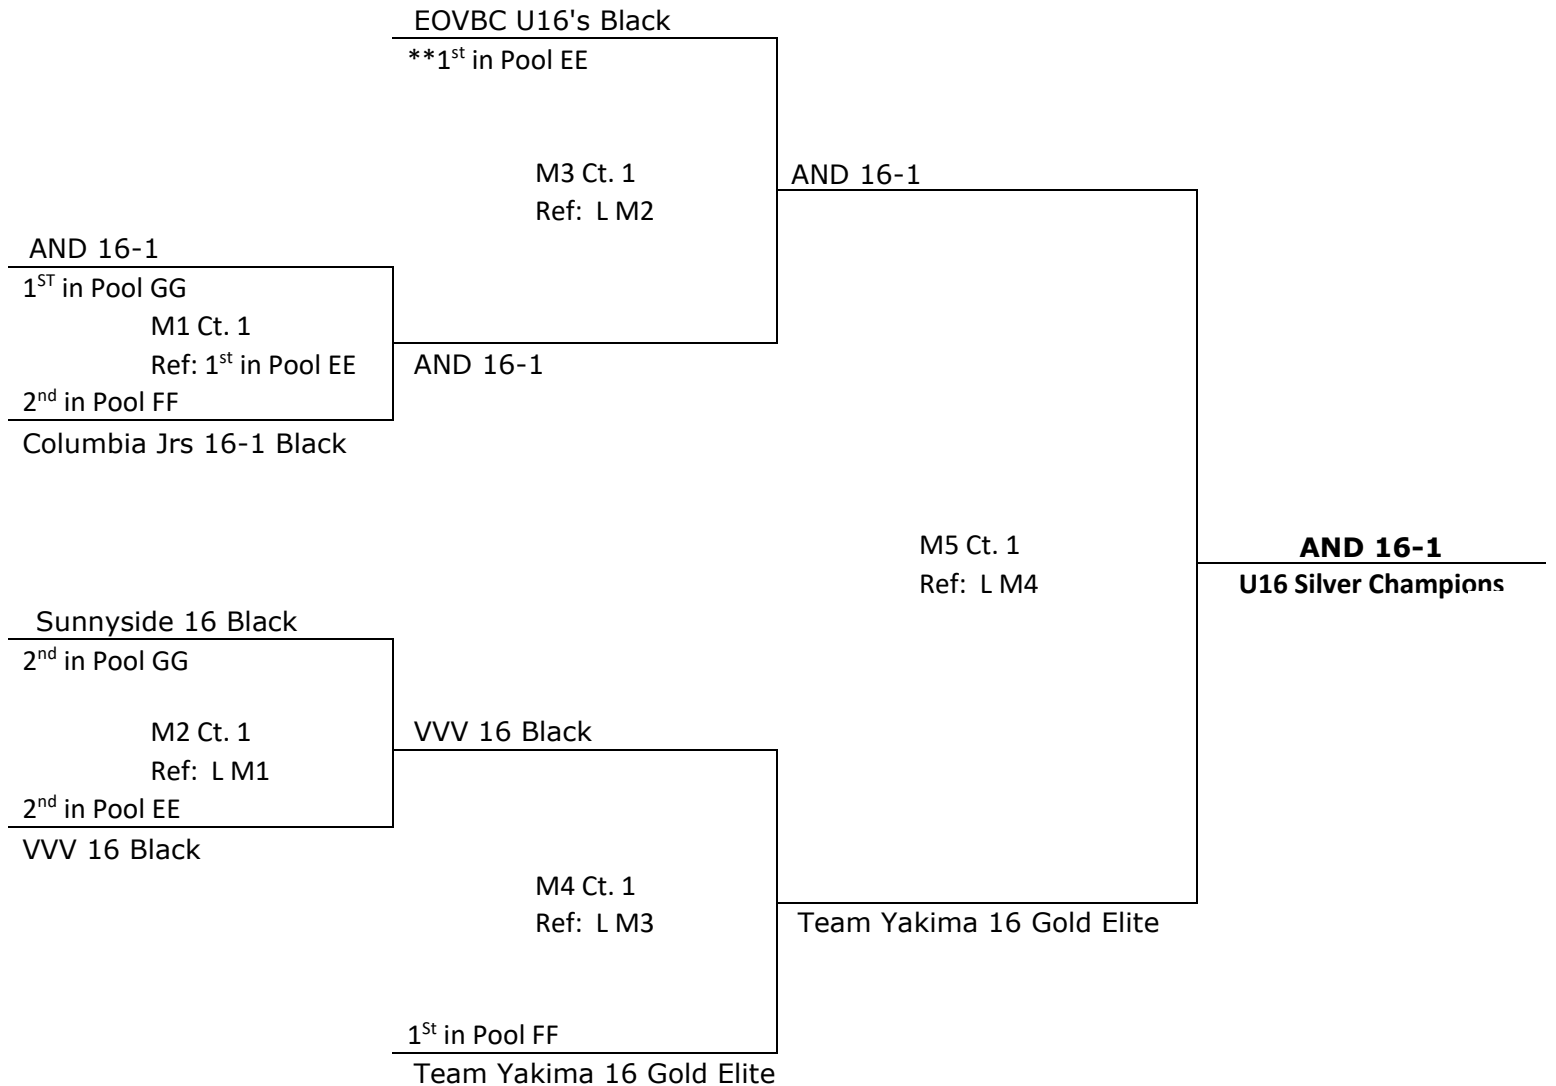 EOVBC U16's Black
**1st in Pool EE
M3 Ct. 1
Ref: L M2
AND 16-1
AND 16-1
1ST in Pool GG
M1 Ct. 1
Ref: 1st in Pool EE
AND 16-1
2nd in Pool FF
Columbia Jrs 16-1 Black
M5 Ct. 1
Ref: L M4
AND 16-1
U16 Silver Champions
Sunnyside 16 Black
2nd in Pool GG
M2 Ct. 1
Ref: L M1
VVV 16 Black
2nd in Pool EE
VVV 16 Black
M4 Ct. 1
Ref: L M3
Team Yakima 16 Gold Elite
1St in Pool FF
Team Yakima 16 Gold Elite